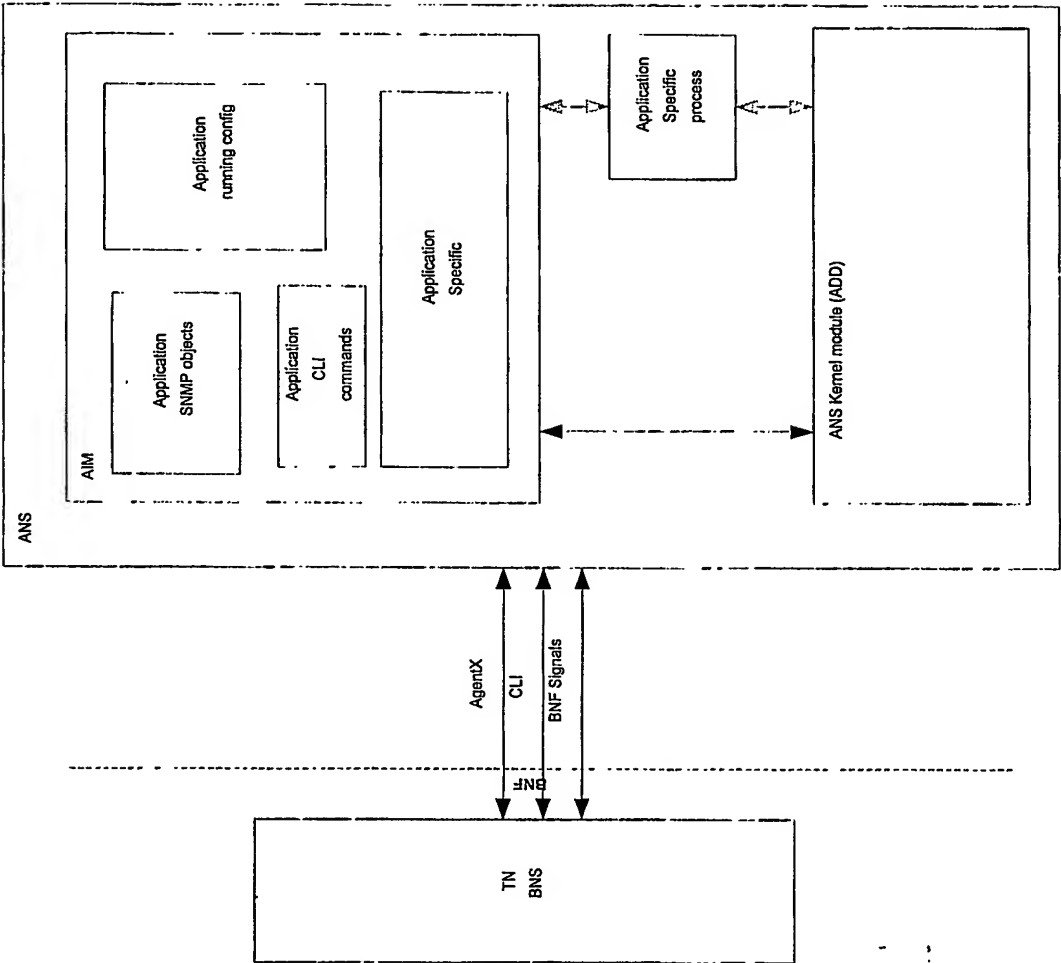 ANS
AIM
Application
SNMP objects
Application
running config
Application
CLI
commands
Application
Specific
Application
Specific
process
ANS Kernel module (ADD)
AgentX
CLI
BNF Signals
BNF
TN
BNS